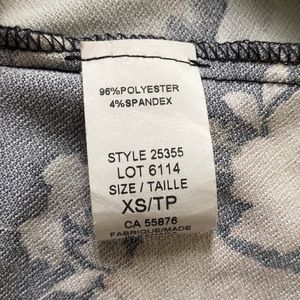 96%POLYESTER
4%SPANDEX
STYLE 25355
LOT 6114
SIZE / TAILLE
XS/TP
CA 55876
FABRIQUE/MADE